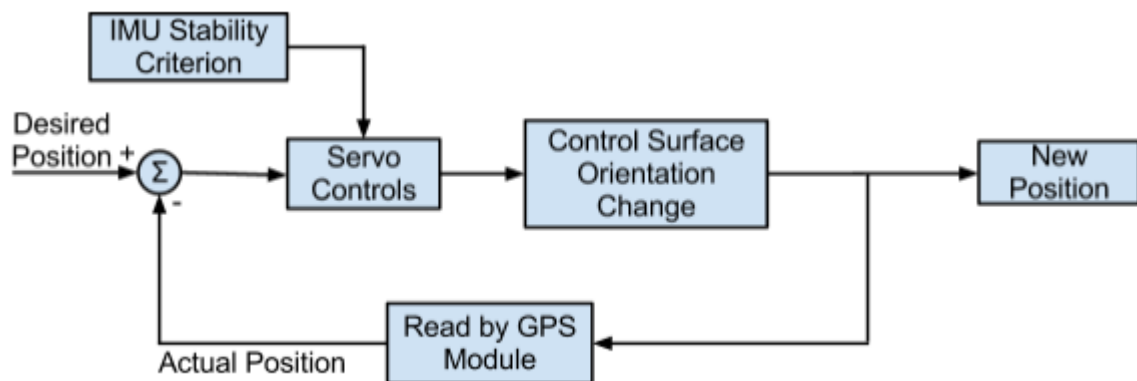 IMU Stability
Criterion
Desired
Position +
Σ
-
Servo
Controls
Control Surface
Orientation
Change
New
Position
Read by GPS
Module
Actual Position